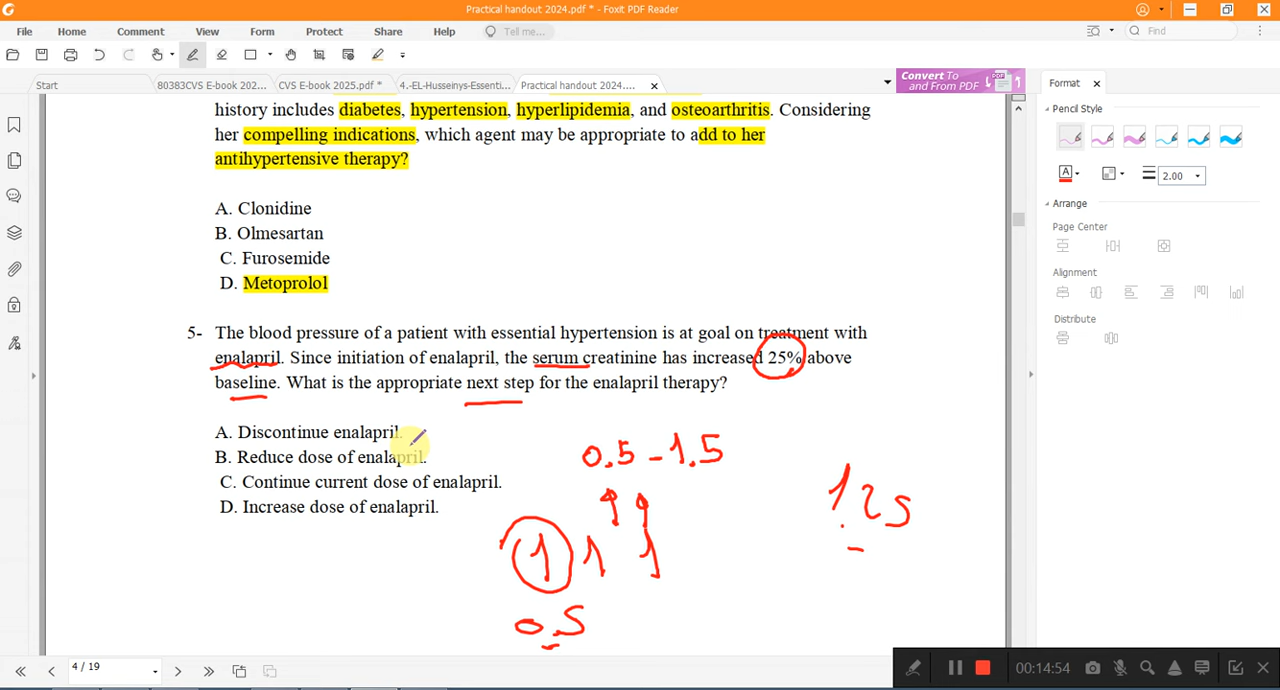 Practical handout 2024.pdf * - Foxit PDF Reader
File Home Comment View Form Protect Share Help Tell me... Find
Start 80383CVS E-book 202... CVS E-book 2025.pdf * 4.-EL-Husseinys-Essenti... Practical handout 2024.... Convert To and From PDF
history includes diabetes, hypertension, hyperlipidemia, and osteoarthritis. Considering
her compelling indications, which agent may be appropriate to add to her
antihypertensive therapy?
A. Clonidine
B. Olmesartan
C. Furosemide
D. Metoprolol
5- The blood pressure of a patient with essential hypertension is at goal on treatment with
enalapril. Since initiation of enalapril, the serum creatinine has increased 25% above
baseline. What is the appropriate next step for the enalapril therapy?
A. Discontinue enalapril.
B. Reduce dose of enalapril.
C. Continue current dose of enalapril.
D. Increase dose of enalapril.
0.5 - 1.5
1 1 1
0.5
1.25
Format
Pencil Style
2.00
Arrange
Page Center
Alignment
Distribute
4 / 19
00:14:54